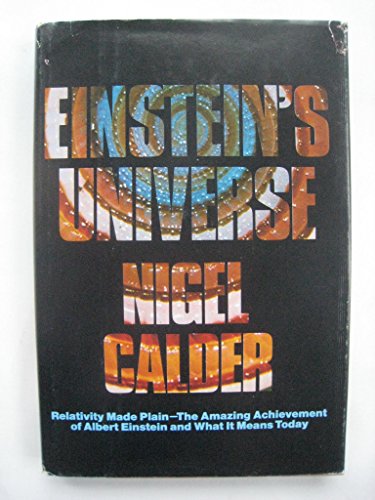 EINSTEIN'S
UNIVERSE
NIGEL
CALDER
Relativity Made Plain—The Amazing Achievement
of Albert Einstein and What It Means Today